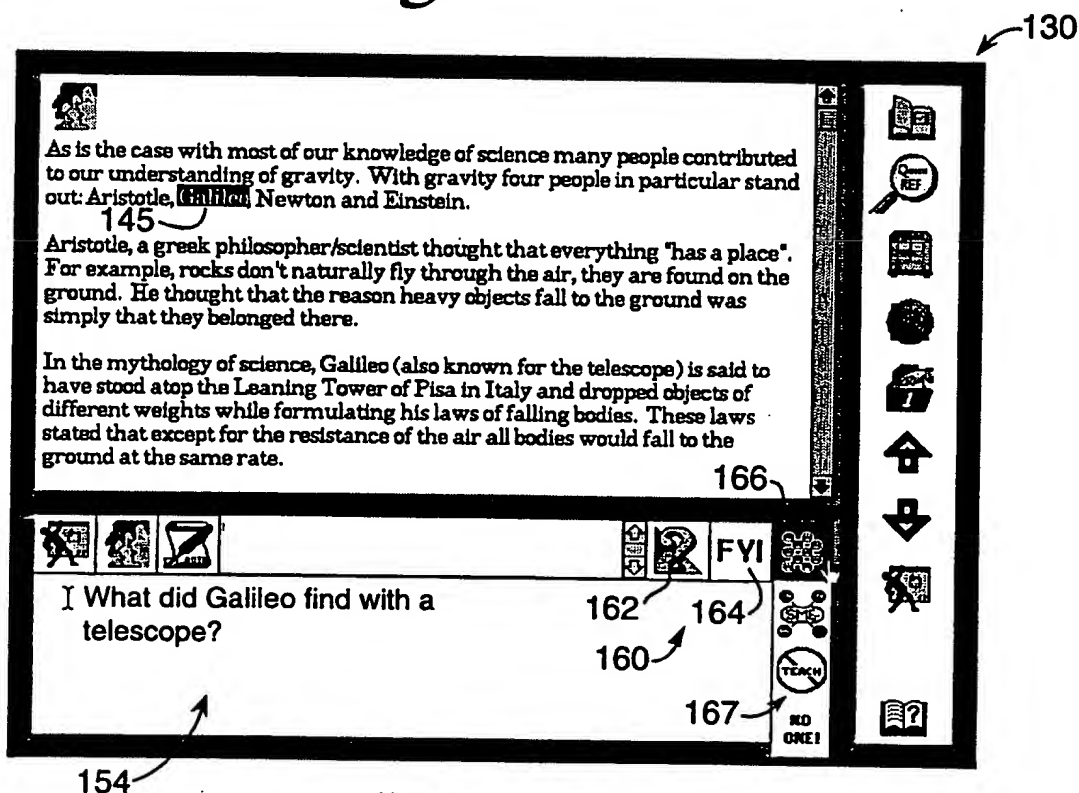 130
As is the case with most of our knowledge of science many people contributed
to our understanding of gravity. With gravity four people in particular stand
out: Aristotle, Galileo, Newton and Einstein.
145
Aristotle, a greek philosopher/scientist thought that everything "has a place".
For example, rocks don't naturally fly through the air, they are found on the
ground. He thought that the reason heavy objects fall to the ground was
simply that they belonged there.
In the mythology of science, Galileo (also known for the telescope) is said to
have stood atop the Leaning Tower of Pisa in Italy and dropped objects of
different weights while formulating his laws of falling bodies. These laws
stated that except for the resistance of the air all bodies would fall to the
ground at the same rate.
166
REF
1
R
FYI
What did Galileo find with a
telescope?
162
164
160
SME
TEACH
167
NO
ONE!
?
154